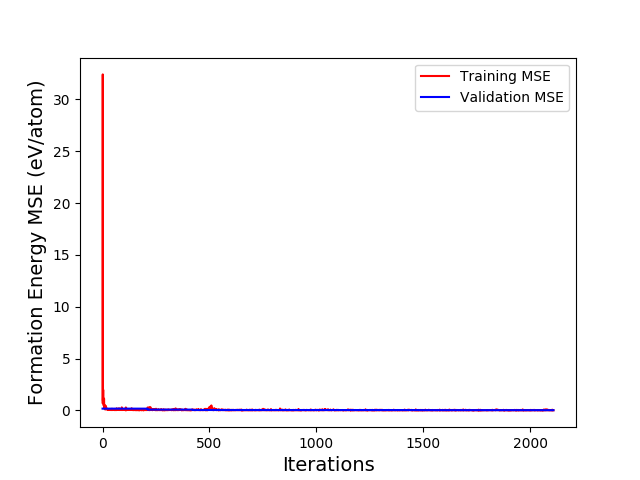 Training MSE
Validation MSE
Formation Energy MSE (eV/atom)
30
25
20
15
10
5
0
0 500 1000 1500 2000
Iterations